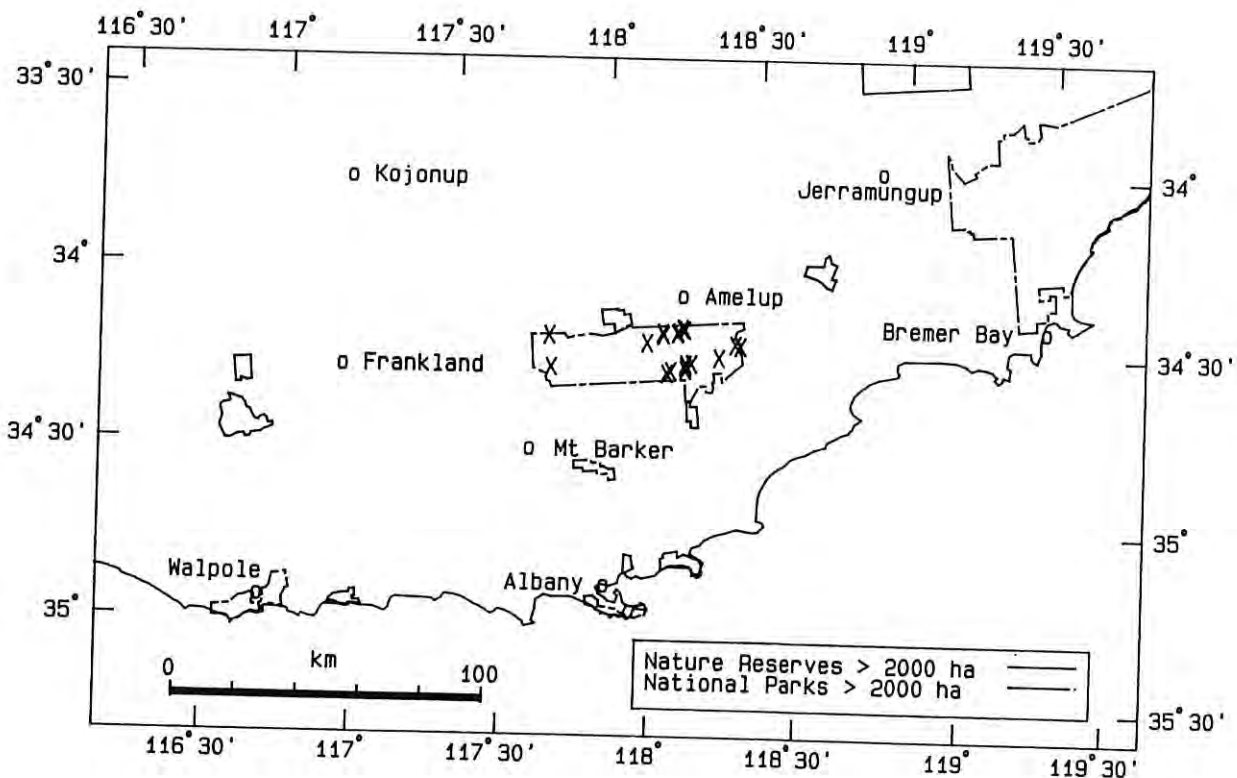 116° 30' 117° 117° 30' 118° 118° 30' 119° 119° 30'
33° 30'
Kojonup
Jerramungup
34°
34°
Amelup
Bremer Bay
Frankland
34° 30'
34° 30'
Mt Barker
35°
Walpole
Albany
35°
0 km 100
Nature Reserves > 2000 ha
National Parks > 2000 ha
35° 30'
116° 30' 117° 117° 30' 118° 118° 30' 119° 119° 30'